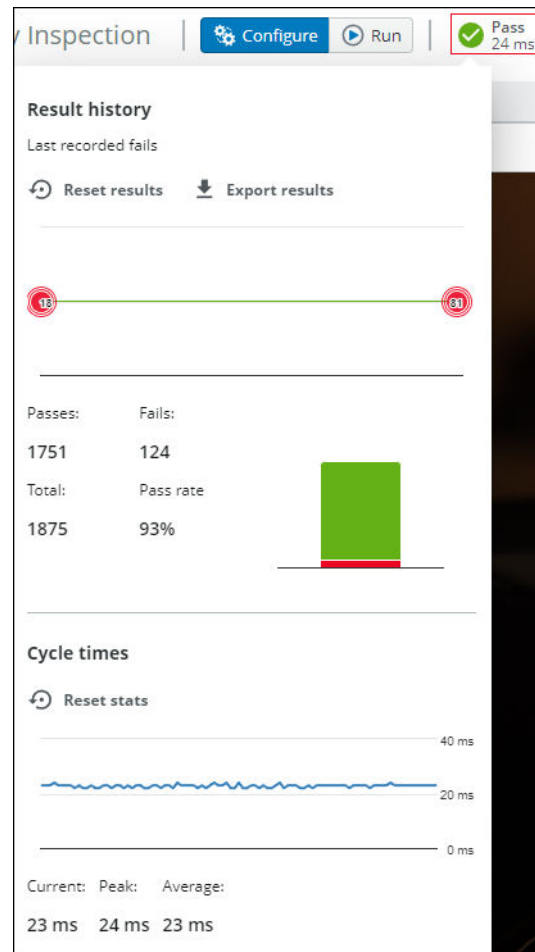 Inspection
Configure
Run
Pass
24 ms
Result history
Last recorded fails
Reset results
Export results
18
81
Passes: Fails:
1751 124
Total: Pass rate
1875 93%
Cycle times
Reset stats
40 ms
20 ms
0 ms
Current: Peak: Average:
23 ms 24 ms 23 ms